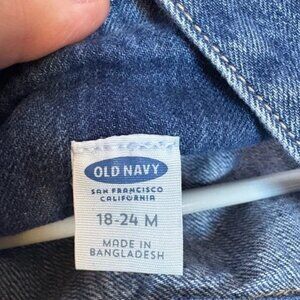 OLD NAVY
SAN FRANCISCO
CALIFORNIA
18-24 M
MADE IN
BANGLADESH